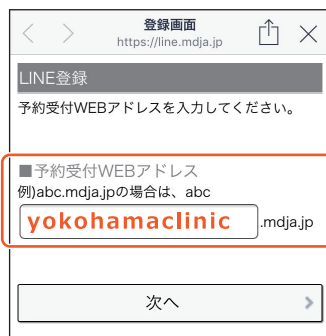 登録画面
https://line.mdja.jp
LINE登録
予約受付WEBアドレスを入力してください。
■予約受付WEBアドレス
例)abc.mdja.jpの場合は、abc
yokohamaclinic .mdja.jp
次へ